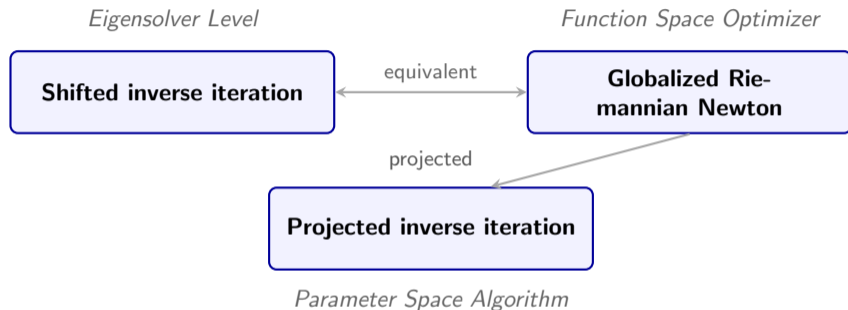 Eigensolver Level
Function Space Optimizer
Shifted inverse iteration
equivalent
Globalized Rie-
mannian Newton
projected
Projected inverse iteration
Parameter Space Algorithm